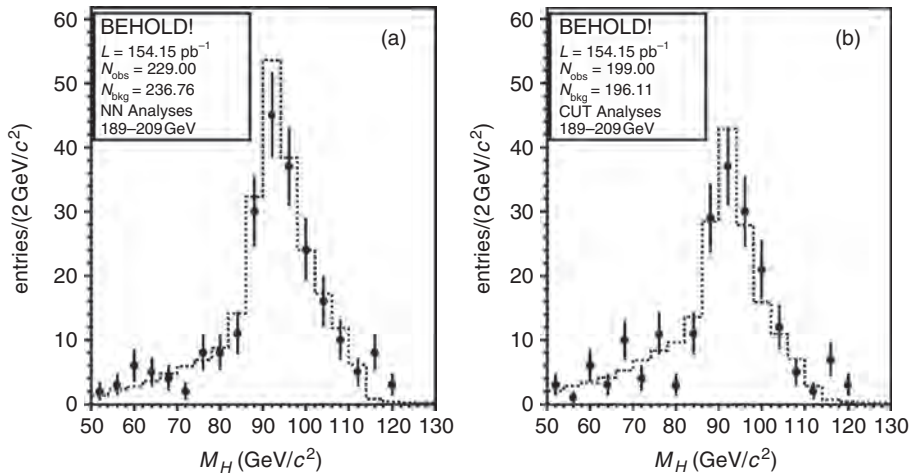 BEHOLD!
L = 154.15 pb⁻¹
N_obs = 229.00
N_bkg = 236.76
NN Analyses
189–209 GeV
(a)
60
50
40
30
20
10
0
entries/(2 GeV/c²)
50 60 70 80 90 100 110 120 130
M_H (GeV/c²)
BEHOLD!
L = 154.15 pb⁻¹
N_obs = 199.00
N_bkg = 196.11
CUT Analyses
189–209 GeV
(b)
60
50
40
30
20
10
0
entries/(2 GeV/c²)
50 60 70 80 90 100 110 120 130
M_H (GeV/c²)